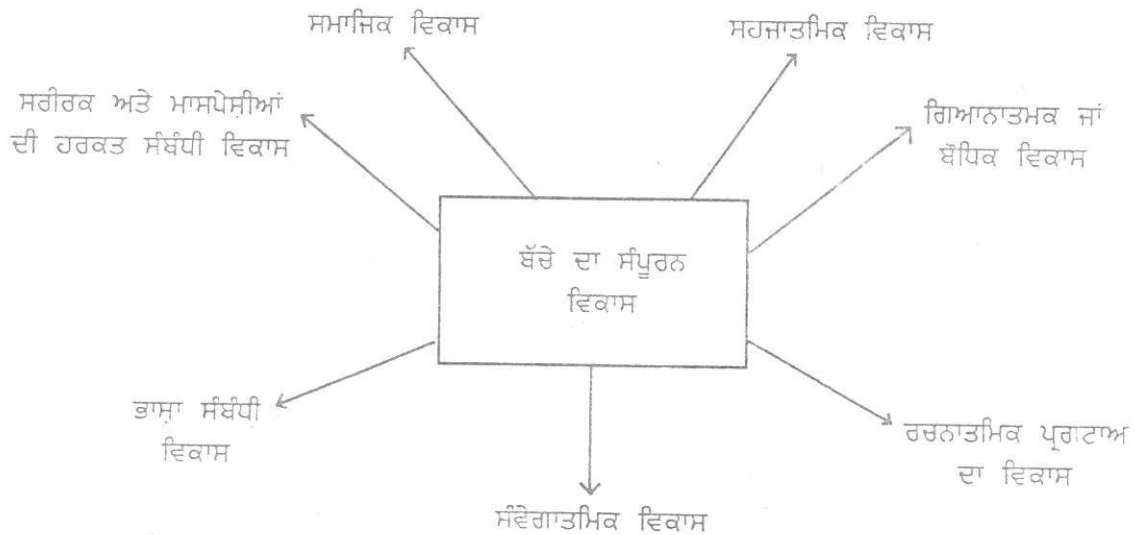 ਸਮਾਜਿਕ ਵਿਕਾਸ
ਸਹਜਾਤਮਿਕ ਵਿਕਾਸ
ਸਰੀਰਕ ਅਤੇ ਮਾਸਪੇਸ਼ੀਆਂ
ਦੀ ਹਰਕਤ ਸੰਬੰਧੀ ਵਿਕਾਸ
ਗਿਆਨਾਤਮਕ ਜਾਂ
ਬੌਧਿਕ ਵਿਕਾਸ
ਬੱਚੇ ਦਾ ਸੰਪੂਰਨ
ਵਿਕਾਸ
ਭਾਸ਼ਾ ਸੰਬੰਧੀ
ਵਿਕਾਸ
ਰਚਨਾਤਮਿਕ ਪ੍ਰਗਟਾਅ
ਦਾ ਵਿਕਾਸ
ਸੰਵੇਗਾਤਮਿਕ ਵਿਕਾਸ